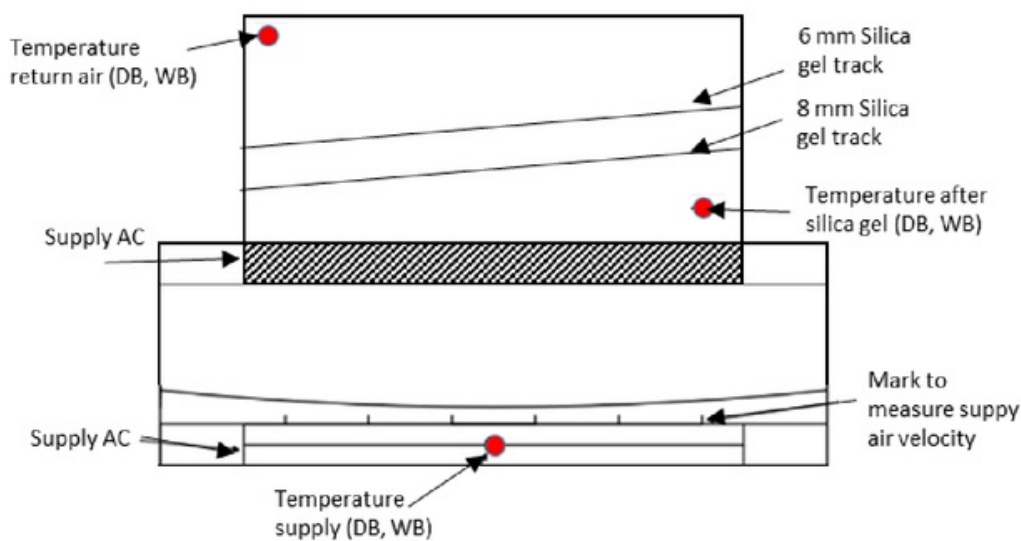 Temperature
return air (DB, WB)
6 mm Silica
gel track
8 mm Silica
gel track
Temperature after
silica gel (DB, WB)
Supply AC
Mark to
measure suppy
air velocity
Supply AC
Temperature
supply (DB, WB)